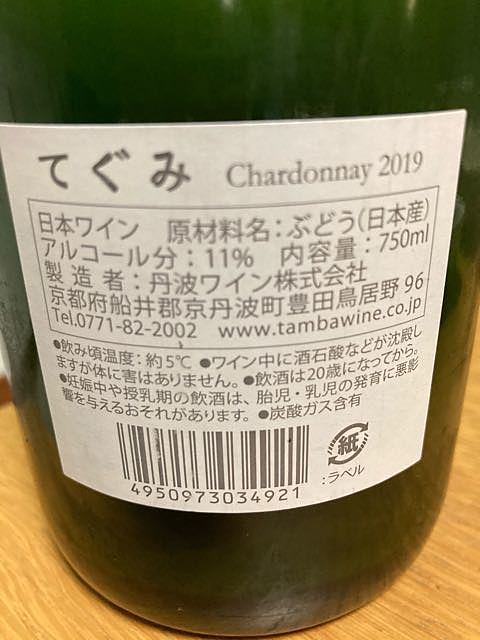 てぐみ Chardonnay 2019
日本ワイン 原材料名:ぶどう(日本産)
アルコール分:11% 内容量:750ml
製造者:丹波ワイン株式会社
京都府船井郡京丹波町豊田鳥居野96
Tel.0771-82-2002 www.tambawine.co.jp
●飲み頃温度:約5℃ ●ワイン中に酒石酸などが沈殿し
ますが体に害はありません。●飲酒は20歳になってから。
●妊娠中や授乳期の飲酒は、胎児・乳児の発育に悪影
響を与えるおそれがあります。●炭酸ガス含有
紙
:ラベル
4950973034921